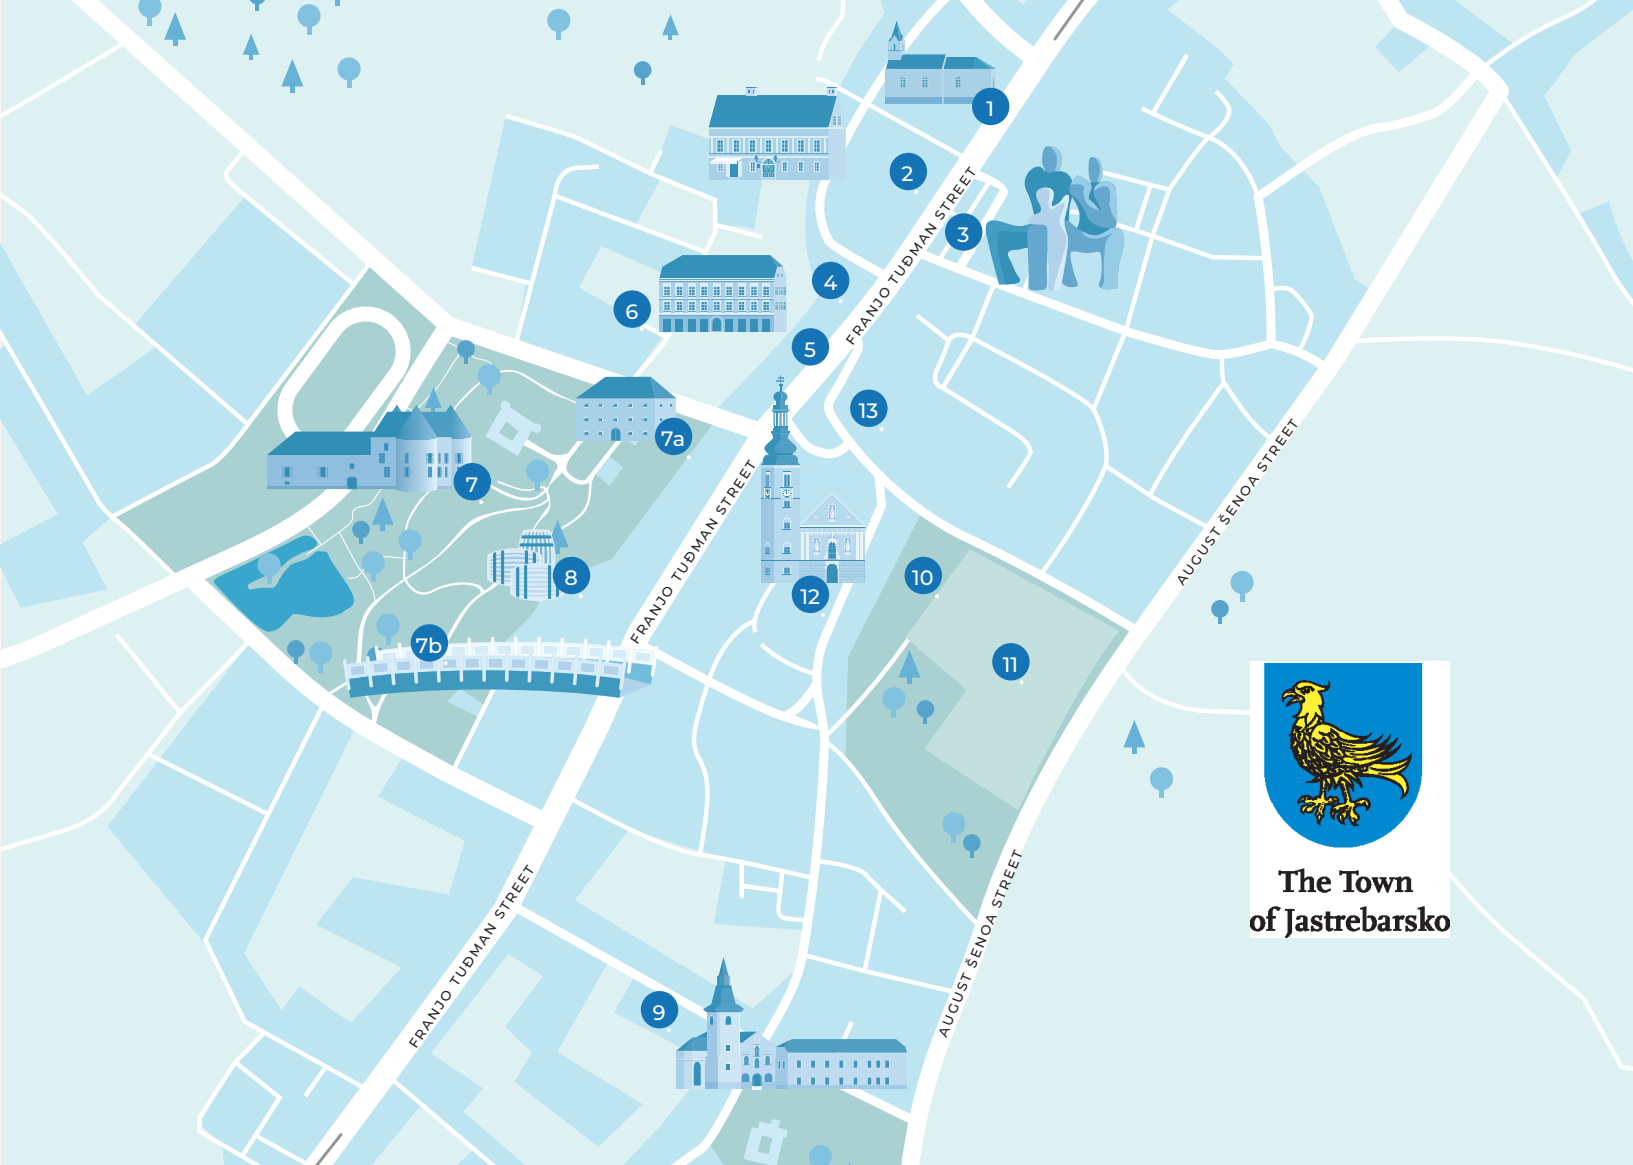 1
2
FRANJO TUĐMAN STREET
3
4
6
5
13
7a
7
AUGUST ŠENOA STREET
FRANJO TUĐMAN STREET
8
10
12
7b
11
The Town
of Jastrebarsko
FRANJO TUĐMAN STREET
AUGUST ŠENOA STREET
9